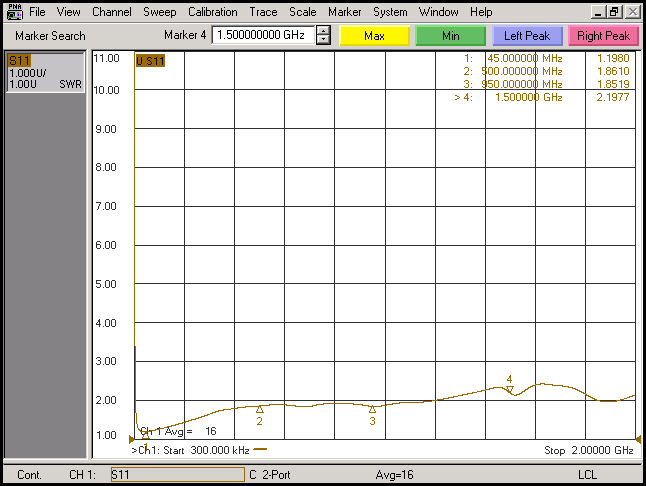 PNA File View Channel Sweep Calibration Trace Scale Marker System Window Help
Marker Search Marker 4 1.500000000 GHz Max Min Left Peak Right Peak
S11
1.000U/
1.00U SWR
U S11
11.00
10.00
9.00
8.00
7.00
6.00
5.00
4.00
3.00
2.00
1.00
1: 45.000000 MHz 1.1980
2: 500.000000 MHz 1.8610
3: 950.000000 MHz 1.8519
> 4: 1.500000 GHz 2.1977
4
1
2
3
Ch 1 Avg = 16
>Ch1: Start 300.000 kHz Stop 2.00000 GHz
Cont. CH 1: S11 C 2-Port Avg=16 LCL